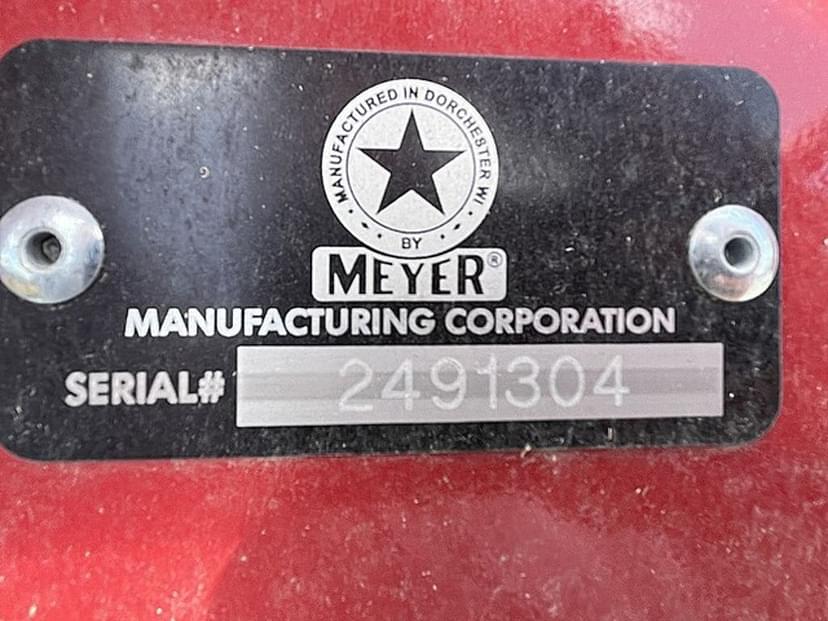 MANUFACTURED IN DORCHESTER WI
BY
MEYER®
MANUFACTURING CORPORATION
SERIAL# 2491304